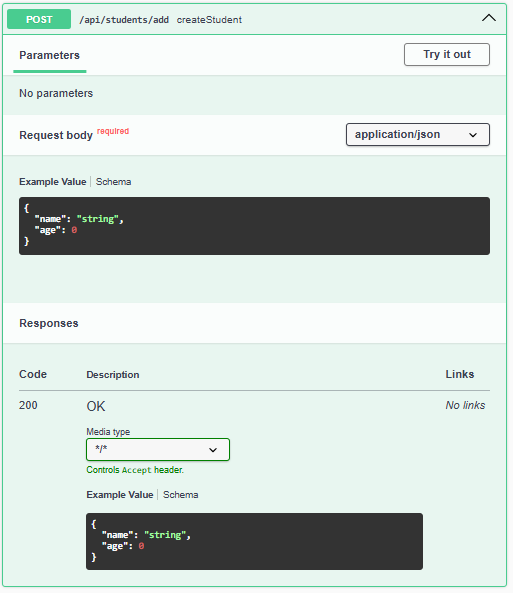 POST /api/students/add createStudent
Parameters Try it out
No parameters
Request body required application/json
Example Value Schema
{
"name": "string",
"age": 0
}
Responses
Code Description Links
200 OK No links
Media type
*/*
Controls Accept header.
Example Value Schema
{
"name": "string",
"age": 0
}